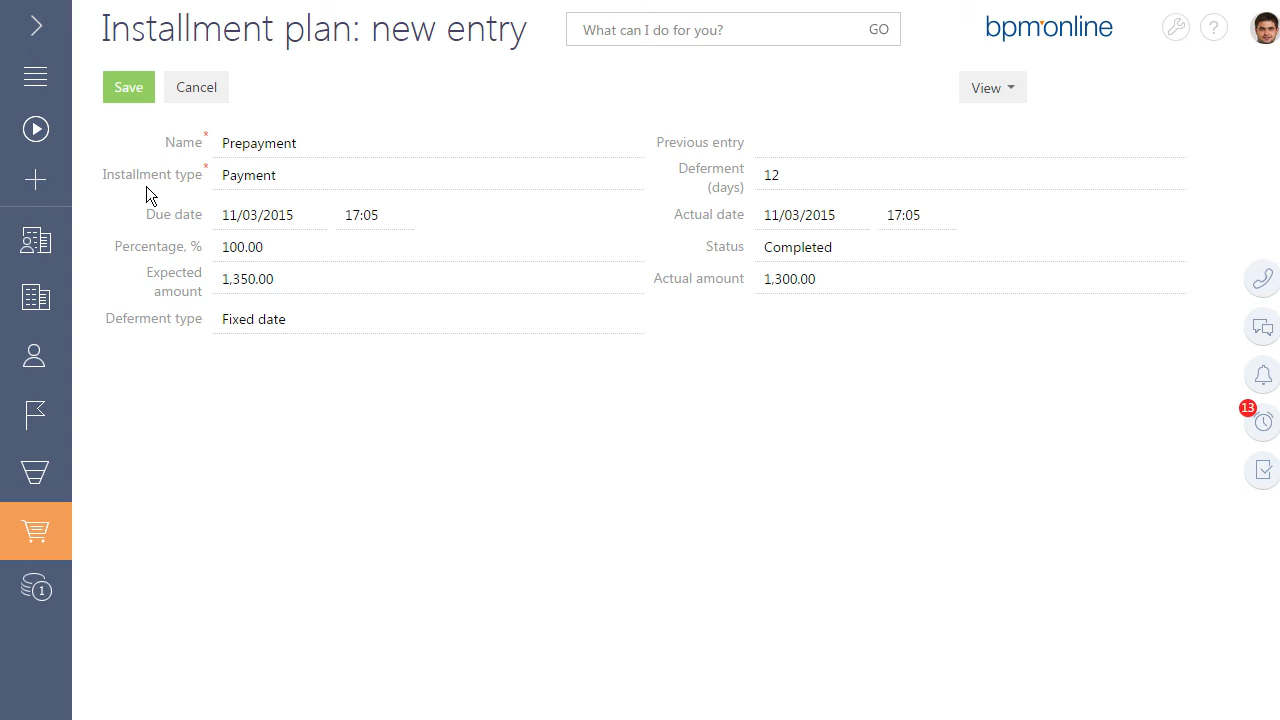 Installment plan: new entry
What can I do for you? GO
bpm'online
?
Save Cancel View
Name* Prepayment Previous entry
Installment type* Payment Deferment (days) 12
Due date 11/03/2015 17:05 Actual date 11/03/2015 17:05
Percentage, % 100.00 Status Completed
Expected amount 1,350.00 Actual amount 1,300.00
Deferment type Fixed date
13
1